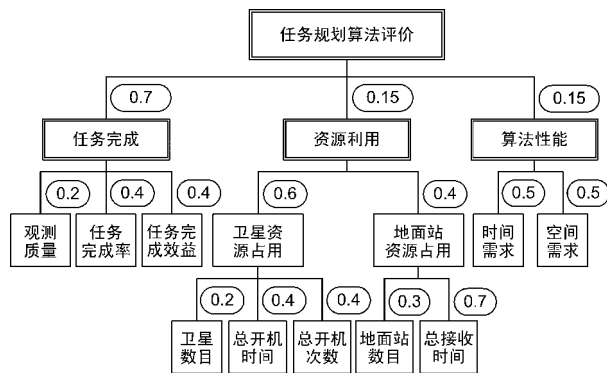 任务规划算法评价
0.7
0.15
0.15
任务完成
资源利用
算法性能
0.2
0.4
0.4
0.6
0.4
0.5
0.5
观测
质量
任务
完成率
任务完
成效益
卫星资
源占用
地面站
资源占用
时间
需求
空间
需求
0.2
0.4
0.4
0.3
0.7
卫星
数目
总开机
时间
总开机
次数
地面站
数目
总接收
时间